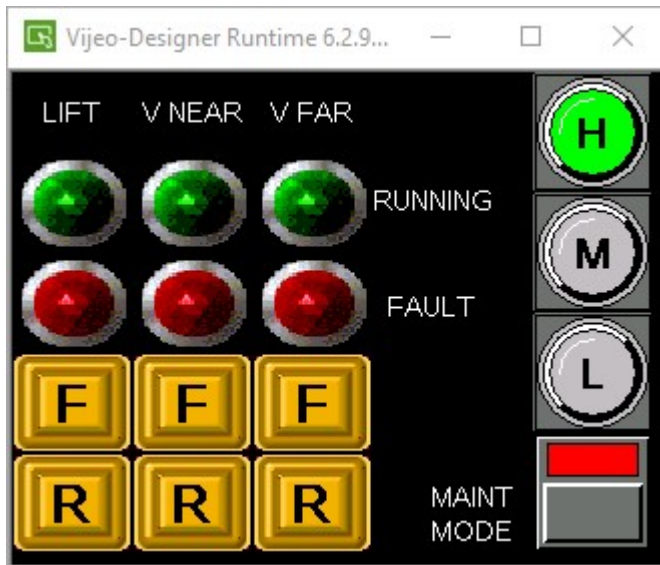 Vijeo-Designer Runtime 6.2.9...
LIFT V NEAR V FAR
H
RUNNING
M
FAULT
L
F F F
R R R
MAINT
MODE